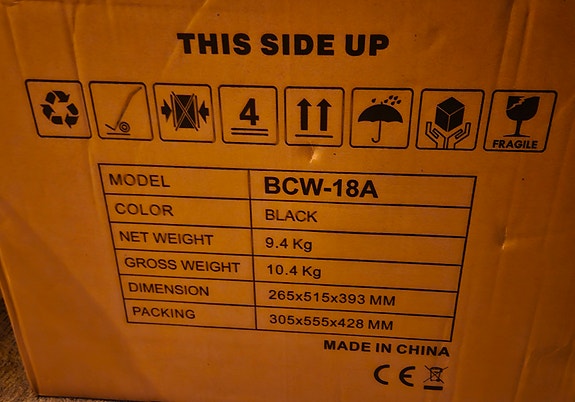 THIS SIDE UP
4
FRAGILE
MODEL BCW-18A
COLOR BLACK
NET WEIGHT 9.4 Kg
GROSS WEIGHT 10.4 Kg
DIMENSION 265x515x393 MM
PACKING 305x555x428 MM
MADE IN CHINA
CE